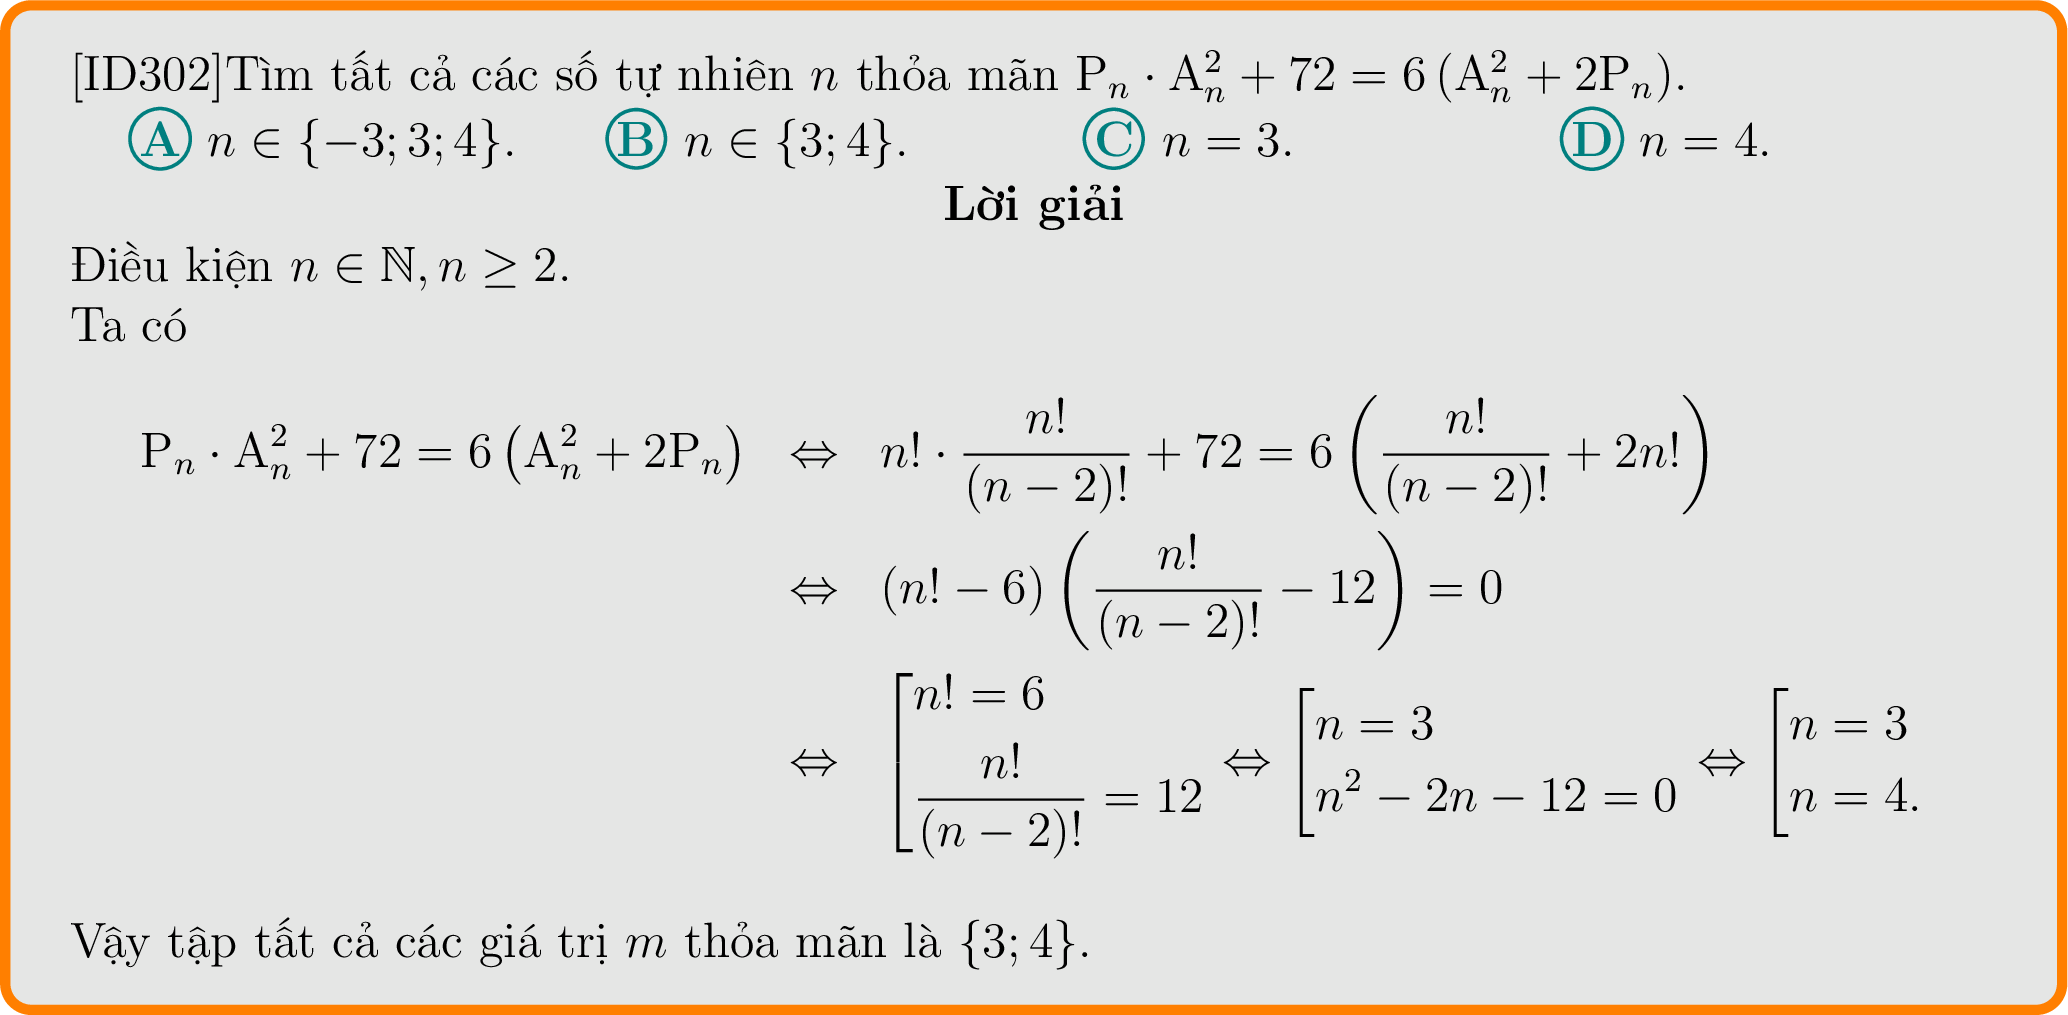 [ID302]Tìm tất cả các số tự nhiên $n$ thỏa mãn $\mathrm{P}_n \cdot \mathrm{A}_n^2 + 72 = 6\left(\mathrm{A}_n^2 + 2\mathrm{P}_n\right)$.
Ⓐ $n \in \{-3; 3; 4\}$. Ⓑ $n \in \{3; 4\}$. Ⓒ $n = 3$. Ⓓ $n = 4$.
Lời giải
Điều kiện $n \in \mathbb{N}, n \geq 2$.
Ta có
$\mathrm{P}_n \cdot \mathrm{A}_n^2 + 72 = 6\left(\mathrm{A}_n^2 + 2\mathrm{P}_n\right) \Leftrightarrow n! \cdot \dfrac{n!}{(n-2)!} + 72 = 6\left(\dfrac{n!}{(n-2)!} + 2n!\right)$
$\Leftrightarrow (n! - 6)\left(\dfrac{n!}{(n-2)!} - 12\right) = 0$
$\Leftrightarrow \left[\begin{array}{l} n! = 6 \\ \dfrac{n!}{(n-2)!} = 12 \end{array}\right. \Leftrightarrow \left[\begin{array}{l} n = 3 \\ n^2 - 2n - 12 = 0 \end{array}\right. \Leftrightarrow \left[\begin{array}{l} n = 3 \\ n = 4. \end{array}\right.$
Vậy tập tất cả các giá trị $m$ thỏa mãn là $\{3; 4\}$.